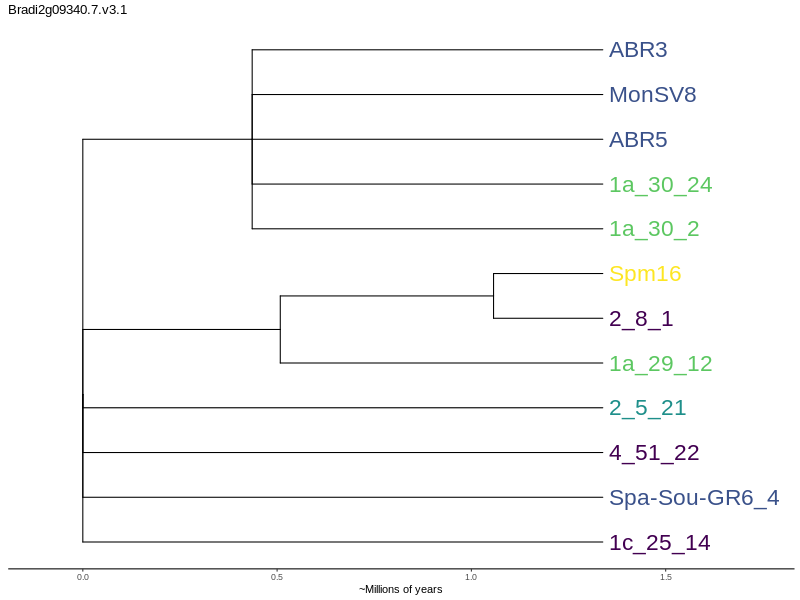 Bradi2g09340.7.v3.1
ABR3
MonSV8
ABR5
1a_30_24
1a_30_2
Spm16
2_8_1
1a_29_12
2_5_21
4_51_22
Spa-Sou-GR6_4
1c_25_14
0.0 0.5 1.0 1.5
~Millions of years